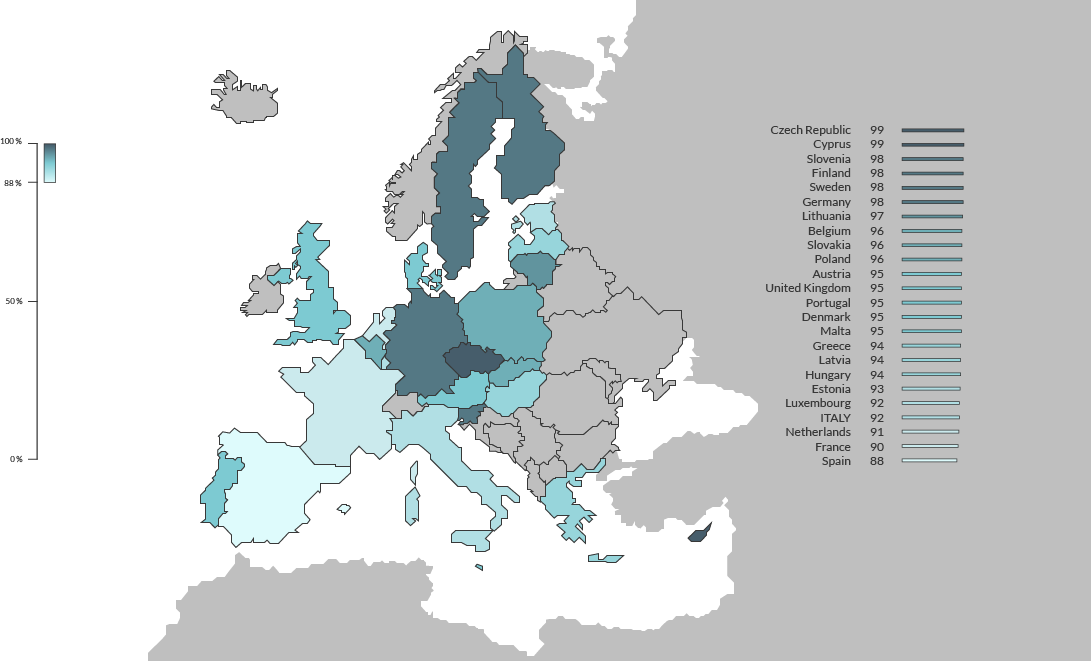 100 %
88 %
50 %
0 %
Czech Republic 99
Cyprus 99
Slovenia 98
Finland 98
Sweden 98
Germany 98
Lithuania 97
Belgium 96
Slovakia 96
Poland 96
Austria 95
United Kingdom 95
Portugal 95
Denmark 95
Malta 95
Greece 94
Latvia 94
Hungary 94
Estonia 93
Luxembourg 92
ITALY 92
Netherlands 91
France 90
Spain 88